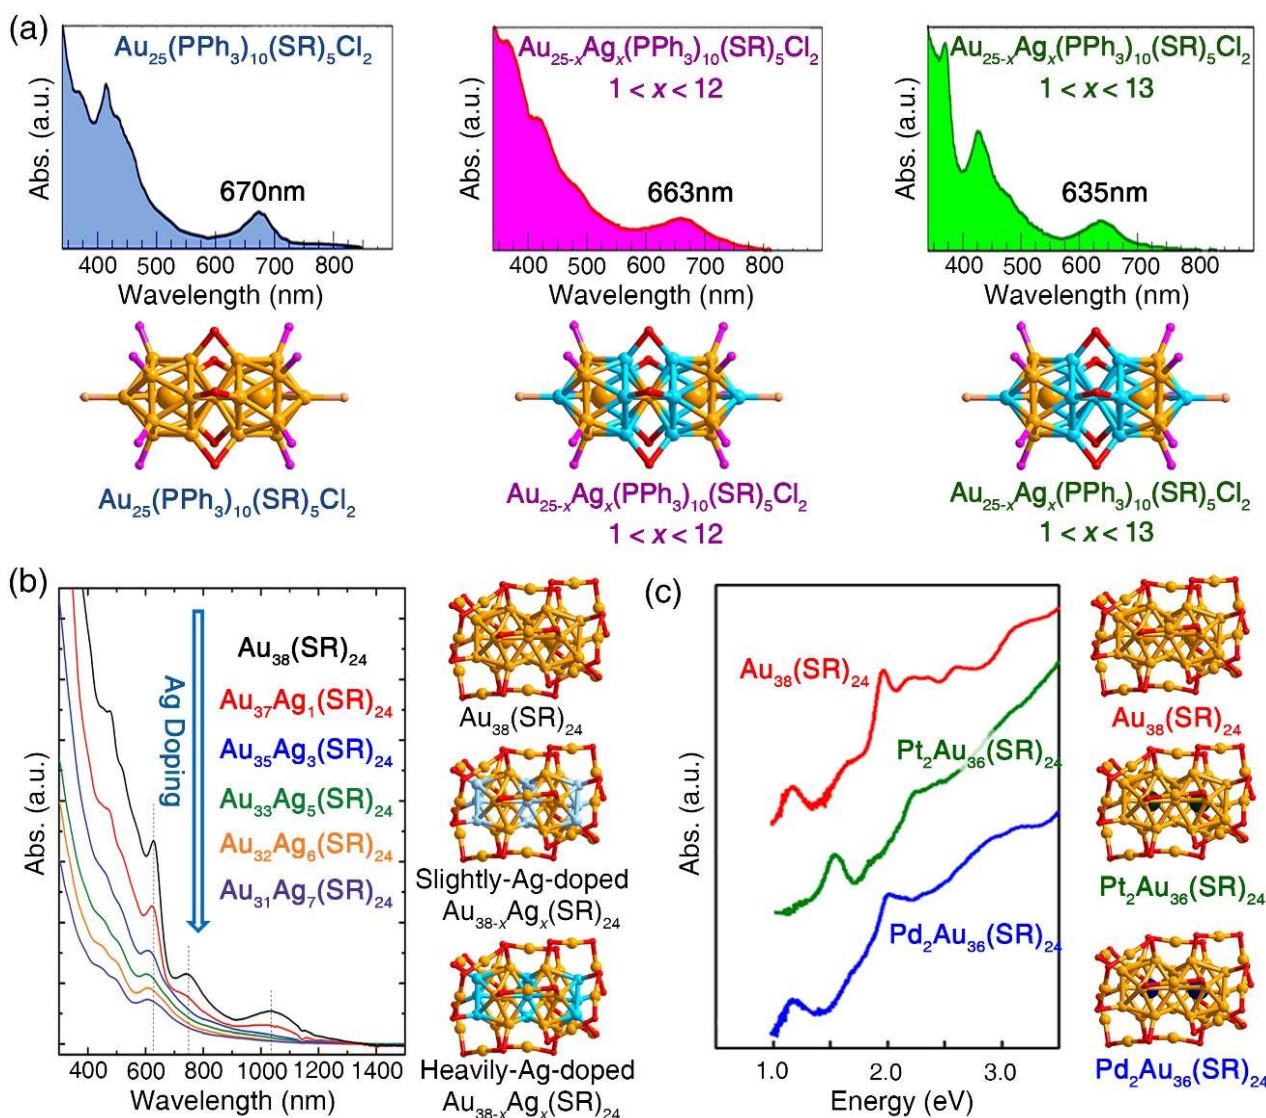 (a)
Au₂₅(PPh₃)₁₀(SR)₅Cl₂
670nm
Abs. (a.u.)
400 500 600 700 800
Wavelength (nm)
Au₂₅(PPh₃)₁₀(SR)₅Cl₂
Au₂₅₋ₓAgₓ(PPh₃)₁₀(SR)₅Cl₂
1 < x < 12
663nm
Abs. (a.u.)
400 500 600 700 800
Wavelength (nm)
Au₂₅₋ₓAgₓ(PPh₃)₁₀(SR)₅Cl₂
1 < x < 12
Au₂₅₋ₓAgₓ(PPh₃)₁₀(SR)₅Cl₂
1 < x < 13
635nm
Abs. (a.u.)
400 500 600 700 800
Wavelength (nm)
Au₂₅₋ₓAgₓ(PPh₃)₁₀(SR)₅Cl₂
1 < x < 13
(b)
Abs. (a.u.)
Ag Doping
Au₃₈(SR)₂₄
Au₃₇Ag₁(SR)₂₄
Au₃₅Ag₃(SR)₂₄
Au₃₃Ag₅(SR)₂₄
Au₃₂Ag₆(SR)₂₄
Au₃₁Ag₇(SR)₂₄
400 600 800 1000 1200 1400
Wavelength (nm)
Au₃₈(SR)₂₄
Slightly-Ag-doped
Au₃₈₋ₓAgₓ(SR)₂₄
Heavily-Ag-doped
Au₃₈₋ₓAgₓ(SR)₂₄
(c)
Abs. (a.u.)
Au₃₈(SR)₂₄
Pt₂Au₃₆(SR)₂₄
Pd₂Au₃₆(SR)₂₄
1.0 2.0 3.0
Energy (eV)
Au₃₈(SR)₂₄
Pt₂Au₃₆(SR)₂₄
Pd₂Au₃₆(SR)₂₄